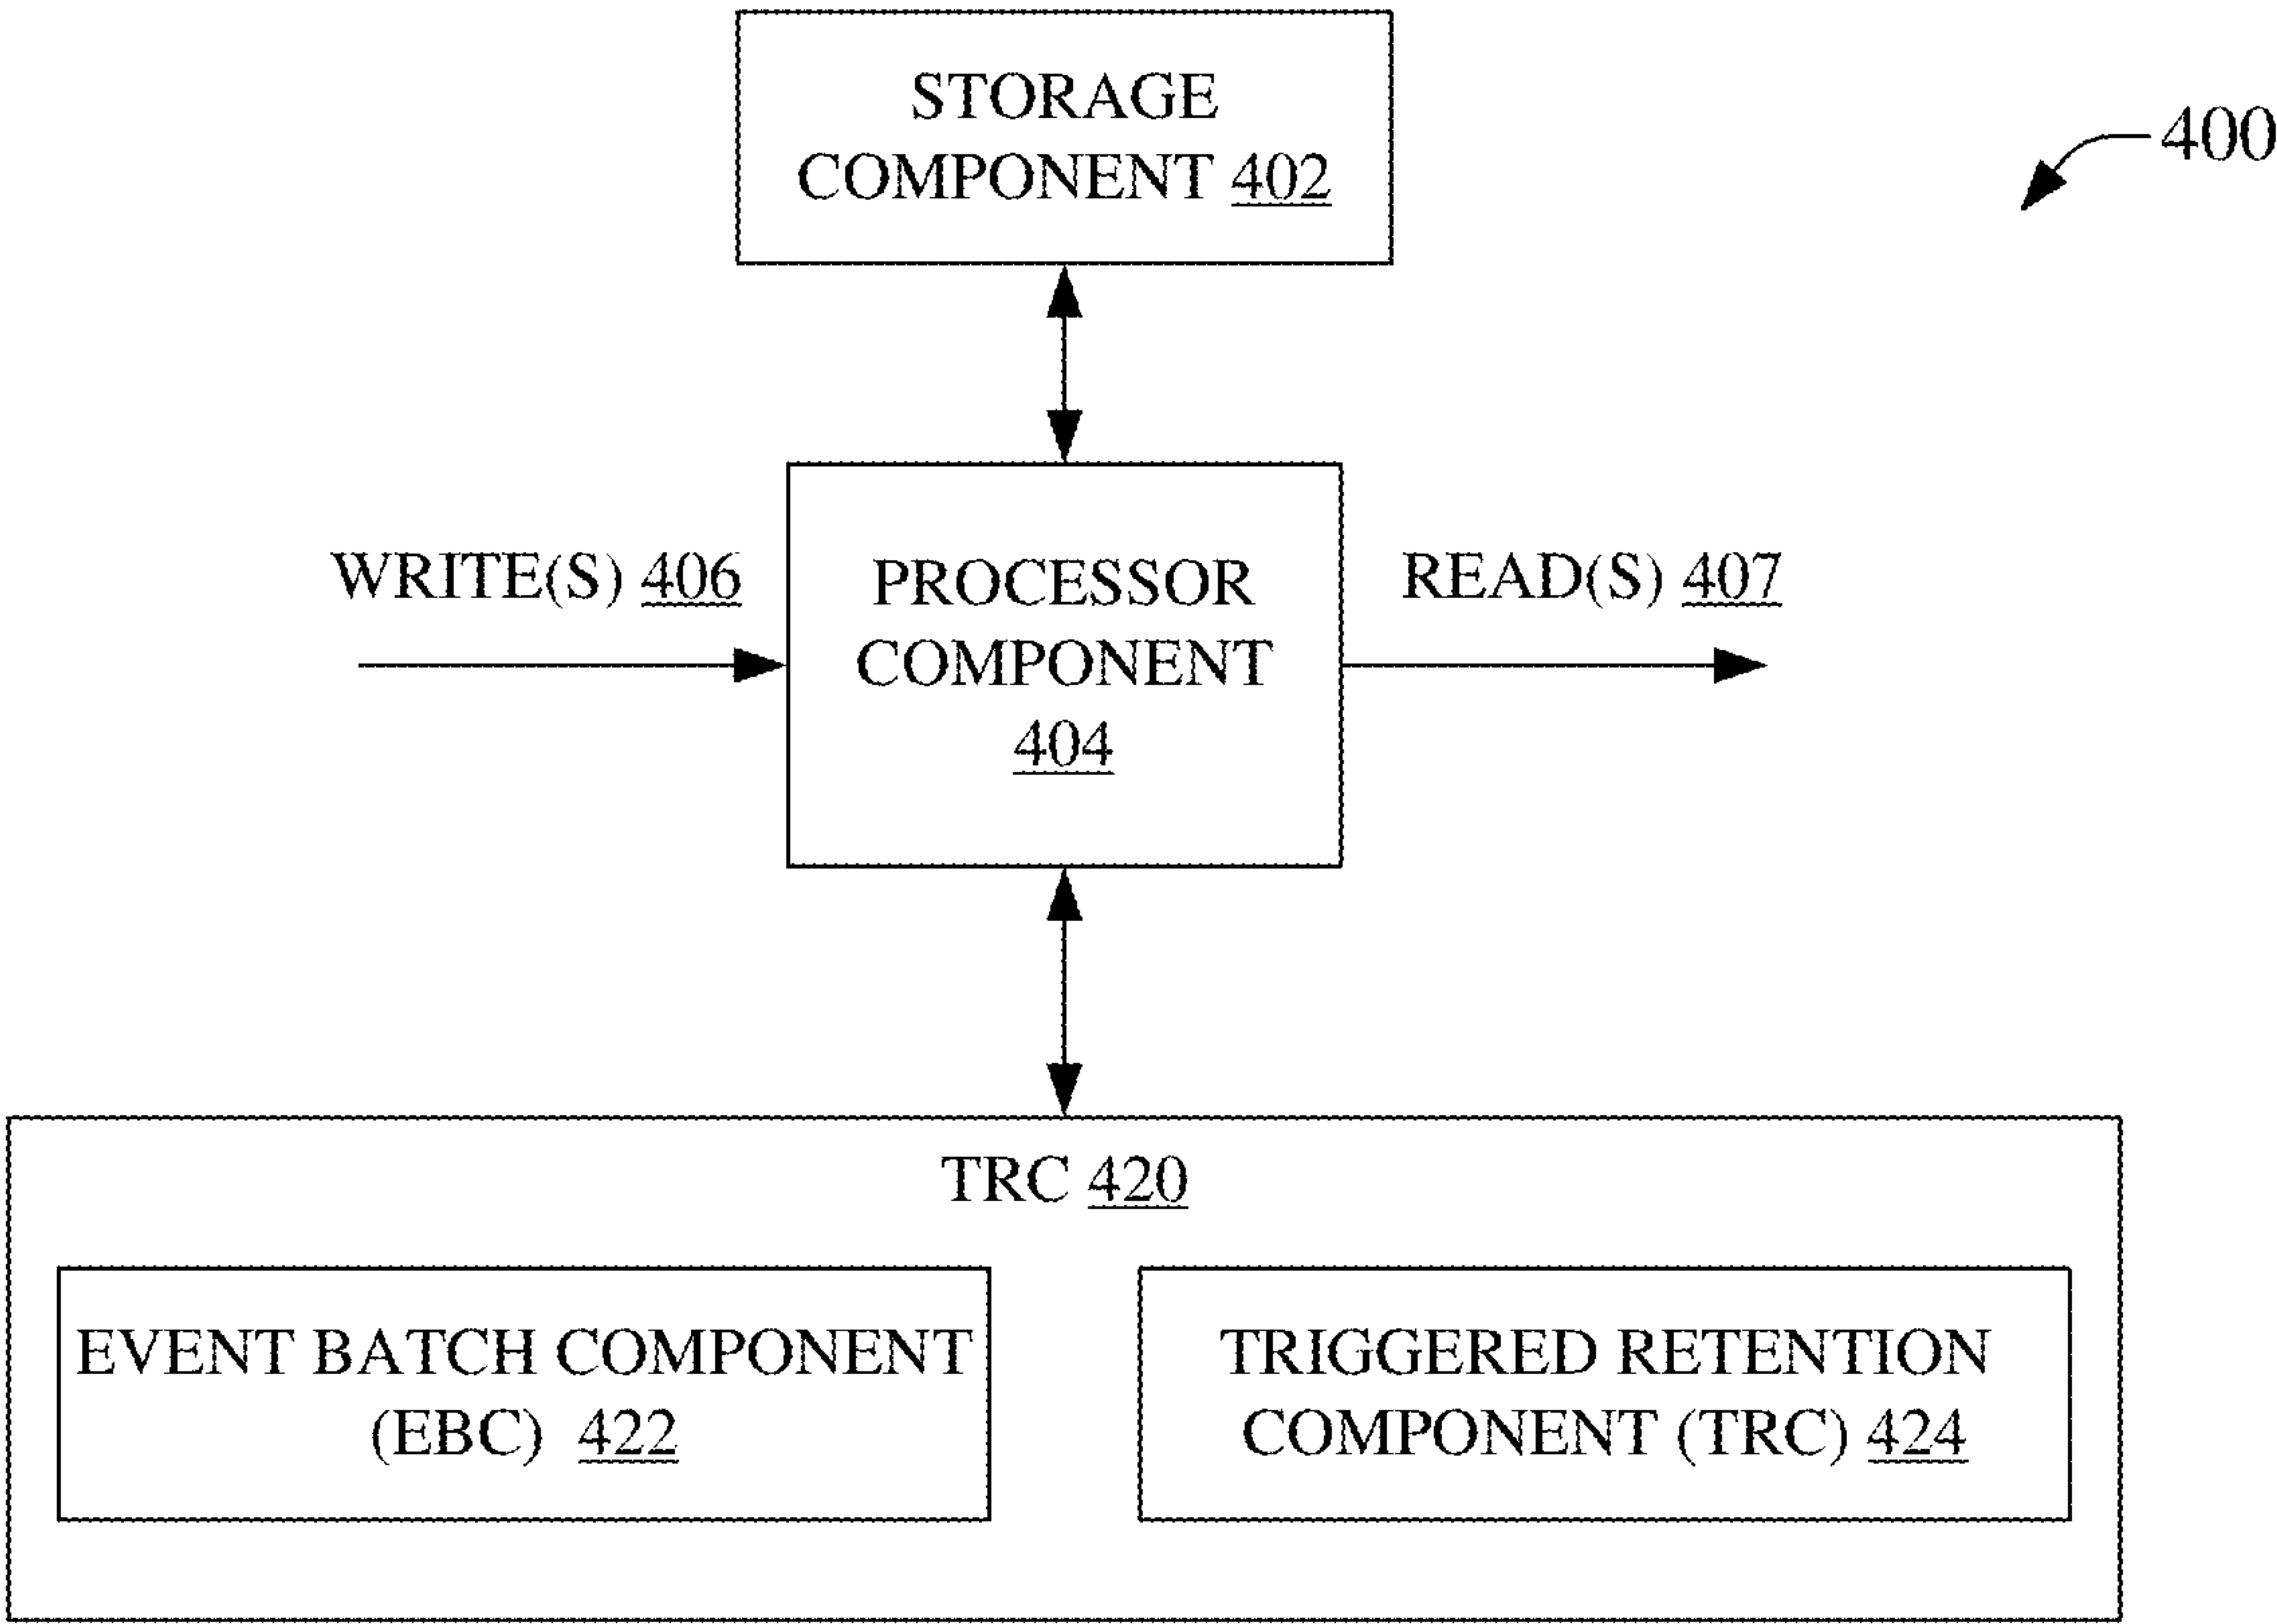 STORAGE
COMPONENT 402
400
WRITE(S) 406
PROCESSOR
COMPONENT
404
READ(S) 407
TRC 420
EVENT BATCH COMPONENT
(EBC) 422
TRIGGERED RETENTION
COMPONENT (TRC) 424